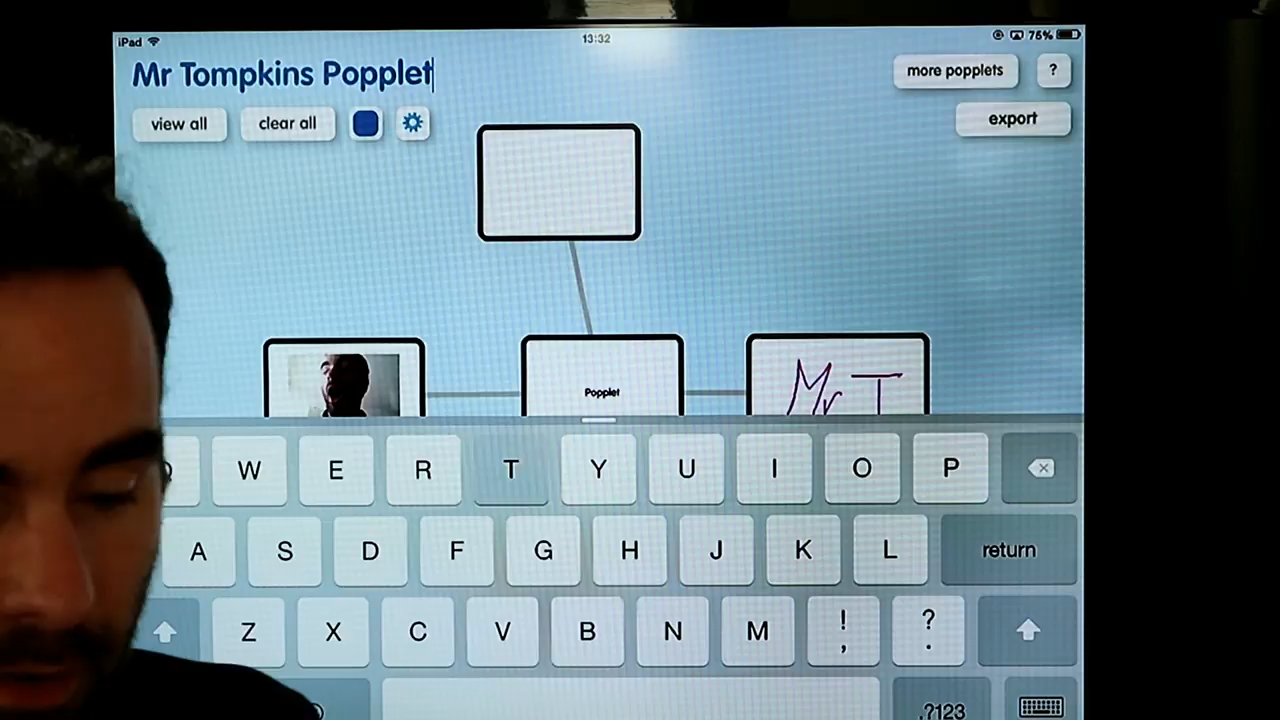 iPad
13:32
76%
Mr Tompkins Popplet
more popplets
?
view all
clear all
export
Popplet
Mr T
W E R T Y U I O P
A S D F G H J K L return
Z X C V B N M ! , ? .
.?123